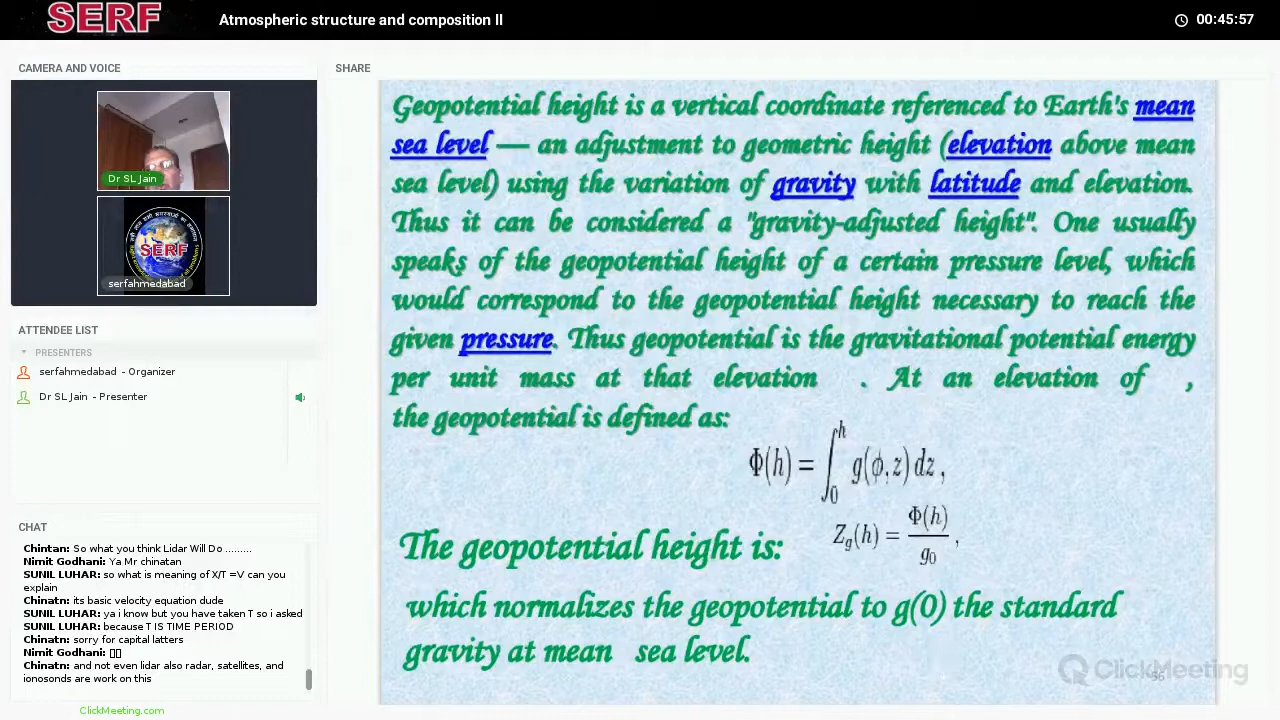 SERF
Atmospheric structure and composition II
00:45:57
CAMERA AND VOICE
Dr SL Jain
SERF
serfahmedabad
ATTENDEE LIST
PRESENTERS
serfahmedabad - Organizer
Dr SL Jain - Presenter
CHAT
Chintan: So what you think Lidar Will Do .........
Nimit Godhani: Ya Mr chinatan
SUNIL LUHAR: so what is meaning of X/T =V can you
explain
Chinatn: its basic velocity equation dude
SUNIL LUHAR: ya i know but you have taken T so i asked
SUNIL LUHAR: because T IS TIME PERIOD
Chinatn: sorry for capital latters
Nimit Godhani: 
Chinatn: and not even lidar also radar, satellites, and
ionosonds are work on this
ClickMeeting.com
SHARE
Geopotential height is a vertical coordinate referenced to Earth's mean
sea level — an adjustment to geometric height (elevation above mean
sea level) using the variation of gravity with latitude and elevation.
Thus it can be considered a "gravity-adjusted height". One usually
speaks of the geopotential height of a certain pressure level, which
would correspond to the geopotential height necessary to reach the
given pressure. Thus geopotential is the gravitational potential energy
per unit mass at that elevation . At an elevation of ,
the geopotential is defined as:
Φ(h) = ∫₀ʰ g(ϕ,z) dz ,
The geopotential height is:
Z_g(h) = Φ(h)/g₀ ,
which normalizes the geopotential to g(0) the standard
gravity at mean sea level.
ClickMeeting
56